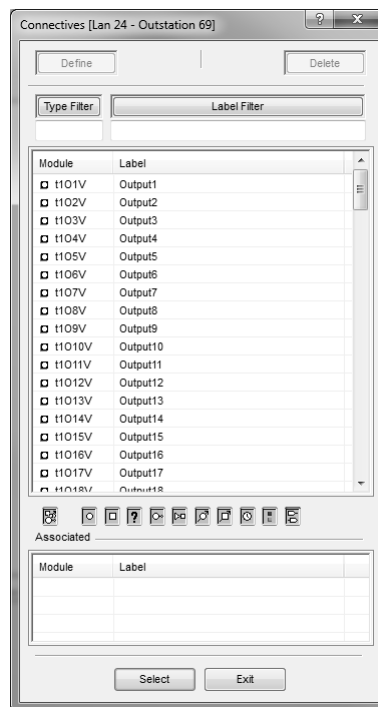 Connectives [Lan 24 - Outstation 69] ? X
Define Delete
Type Filter Label Filter
Module Label
t1O1V Output1
t1O2V Output2
t1O3V Output3
t1O4V Output4
t1O5V Output5
t1O6V Output6
t1O7V Output7
t1O8V Output8
t1O9V Output9
t1O10V Output10
t1O11V Output11
t1O12V Output12
t1O13V Output13
t1O14V Output14
t1O15V Output15
t1O16V Output16
t1O17V Output17
t1O18V Output18
?
Associated
Module Label
Select Exit